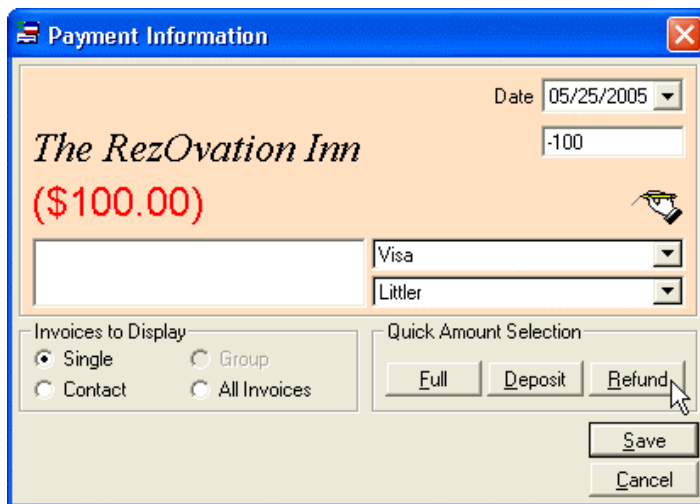 Payment Information
Date 05/25/2005
-100
The RezOvation Inn
($100.00)
Visa
Littler
Invoices to Display
Single Group
Contact All Invoices
Quick Amount Selection
Full Deposit Refund
Save
Cancel